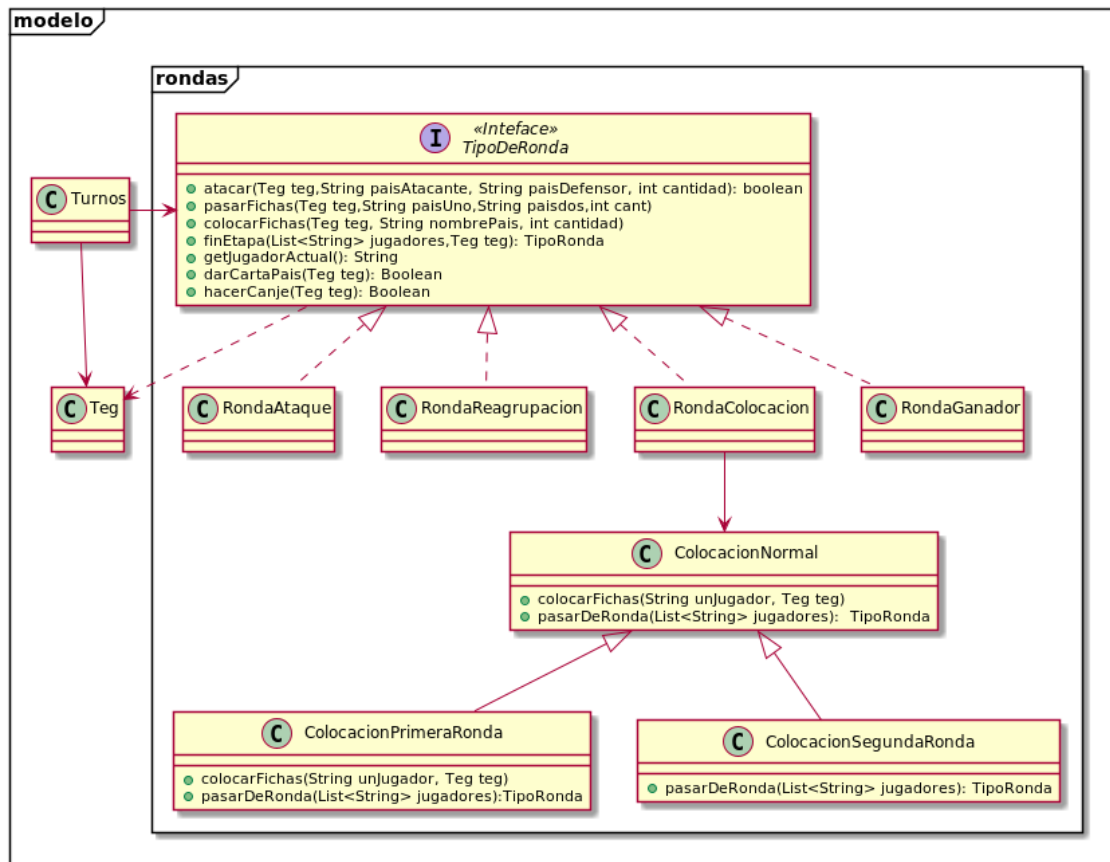 modelo
rondas
I
«Inteface»
TipoDeRonda
atacar(Teg teg,String paisAtacante, String paisDefensor, int cantidad): boolean
pasarFichas(Teg teg,String paisUno,String paisdos,int cant)
colocarFichas(Teg teg, String nombrePais, int cantidad)
finEtapa(List<String> jugadores,Teg teg): TipoRonda
getJugadorActual(): String
darCartaPais(Teg teg): Boolean
hacerCanje(Teg teg): Boolean
C Turnos
C Teg
C RondaAtaque
C RondaReagrupacion
C RondaColocacion
C RondaGanador
C ColocacionNormal
colocarFichas(String unJugador, Teg teg)
pasarDeRonda(List<String> jugadores): TipoRonda
C ColocacionPrimeraRonda
colocarFichas(String unJugador, Teg teg)
pasarDeRonda(List<String> jugadores):TipoRonda
C ColocacionSegundaRonda
pasarDeRonda(List<String> jugadores): TipoRonda